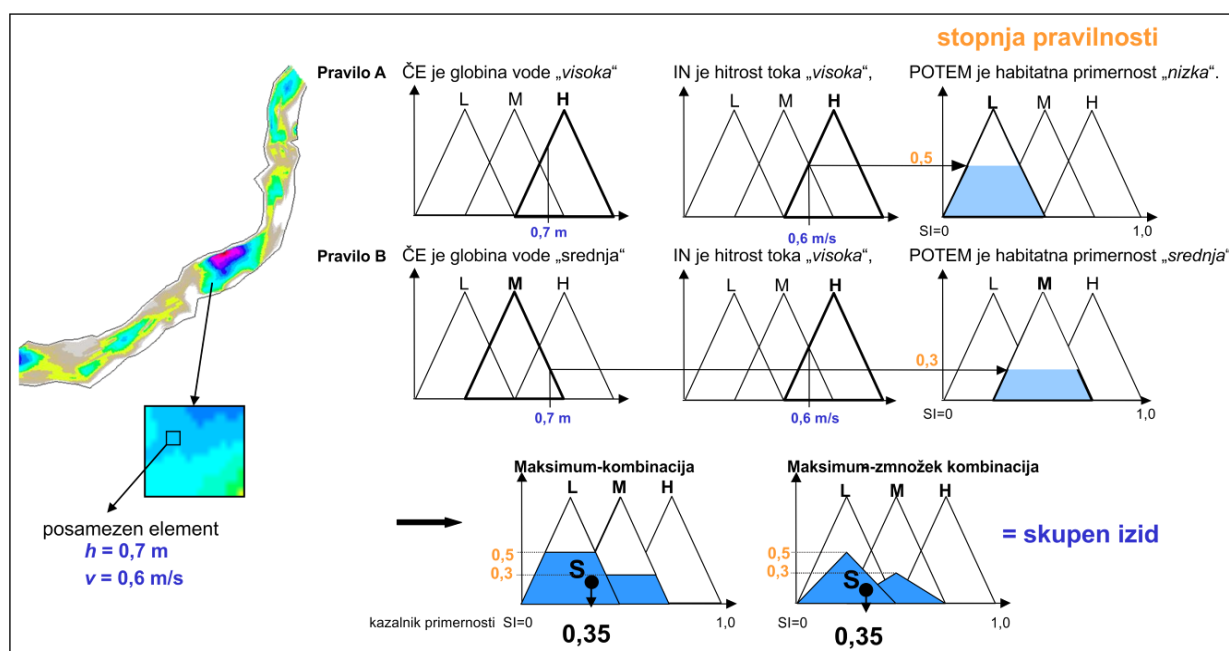 stopnja pravilnosti
Pravilo A
ČE je globina vode „visoka“
IN je hitrost toka „visoka“,
POTEM je habitatna primernost „nizka“.
L M H
L M H
L M H
0,5
0,7 m
0,6 m/s
SI=0 1,0
Pravilo B
ČE je globina vode „srednja“
IN je hitrost toka „visoka“,
POTEM je habitatna primernost „srednja“
L M H
L M H
L M H
0,3
0,7 m
0,6 m/s
SI=0 1,0
posamezen element
h = 0,7 m
v = 0,6 m/s
Maksimum-kombinacija
L M H
0,5
0,3
S
kazalnik primernosti SI=0 1,0
0,35
Maksimum-zmnožek kombinacija
L M H
0,5
0,3
S
SI=0 1,0
0,35
= skupen izid